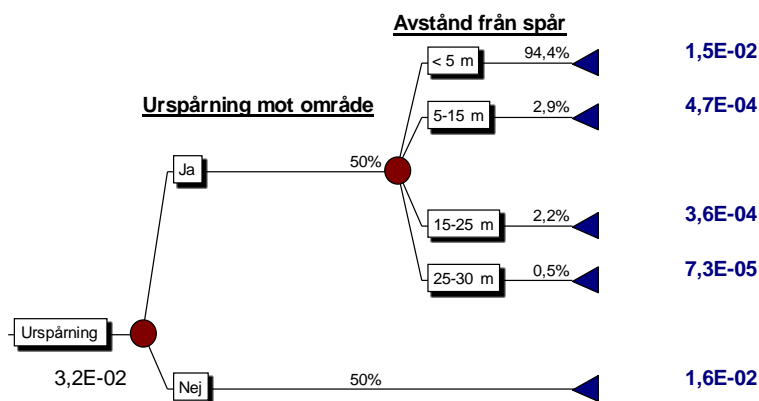 Avstånd från spår
< 5 m 94,4% 1,5E-02
Urspårning mot område
5-15 m 2,9% 4,7E-04
Ja 50%
15-25 m 2,2% 3,6E-04
25-30 m 0,5% 7,3E-05
Urspårning
3,2E-02
Nej 50% 1,6E-02